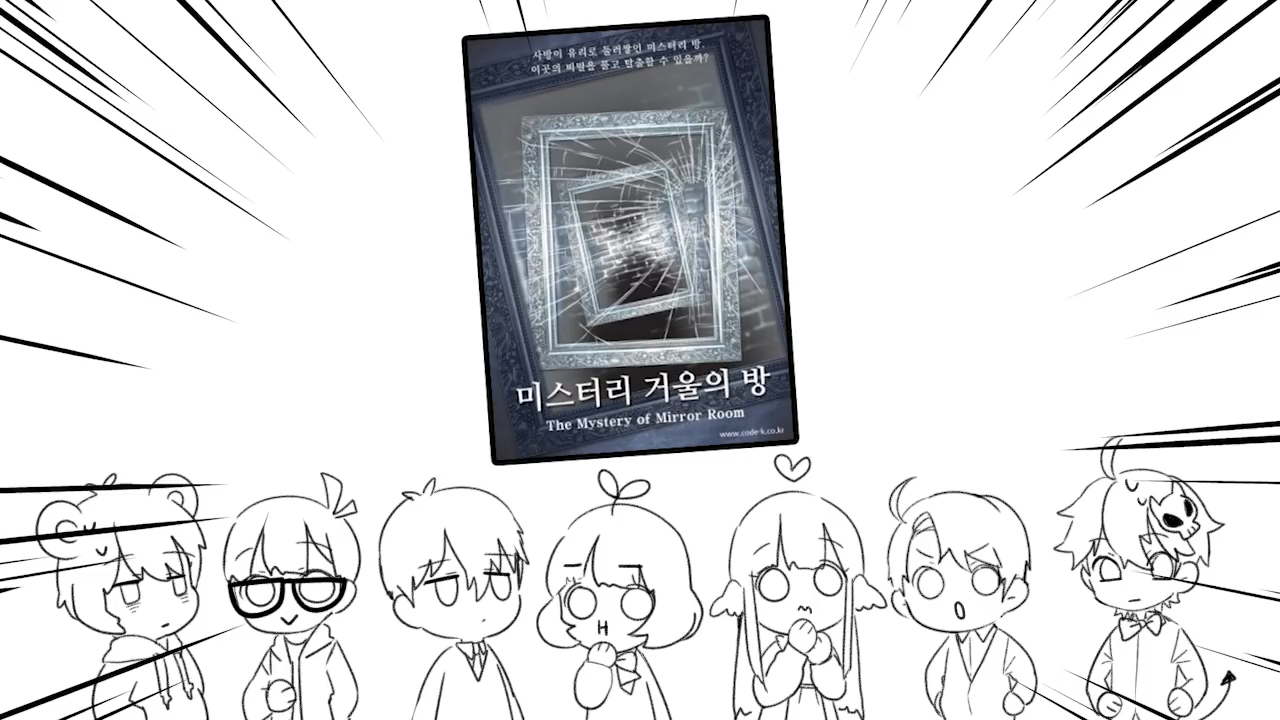 사방이 유리로 둘러쌓인 미스터리 방.
이곳의 비밀을 풀고 탈출할 수 있을까?
미스터리 거울의 방
The Mystery of Mirror Room
www.code-k.co.kr